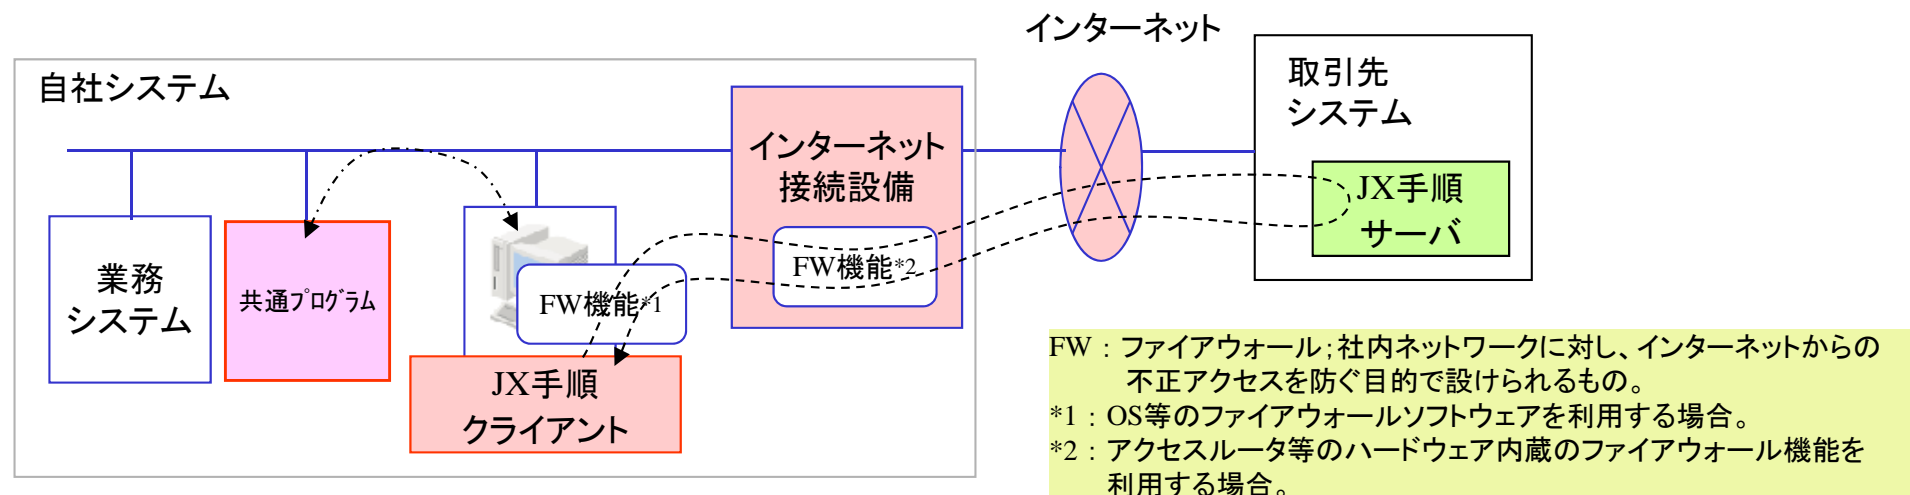 インターネット
自社システム
取引先
システム
インターネット
接続設備
JX手順
サーバ
業務
システム
共通プログラム
FW機能*1
FW機能*2
JX手順
クライアント
FW：ファイアウォール；社内ネットワークに対し、インターネットからの
不正アクセスを防ぐ目的で設けられるもの。
*1：OS等のファイアウォールソフトウェアを利用する場合。
*2：アクセスルータ等のハードウェア内蔵のファイアウォール機能を
利用する場合。